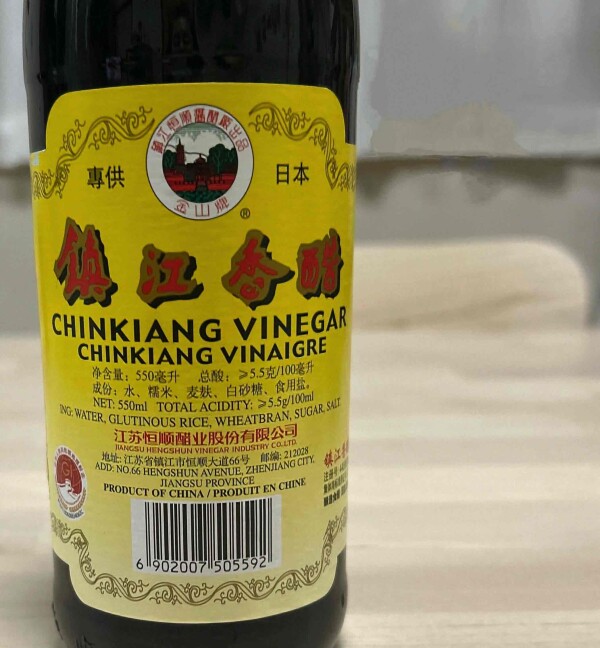 鎮江恒順醬醋廠出品
金山牌
®
專供 日本
鎮江香醋
CHINKIANG VINEGAR
CHINKIANG VINAIGRE
净含量: 550毫升 总酸: ⩾5.5克/100毫升
成份: 水、糯米、麦麸、白砂糖、食用盐。
NET: 550ml TOTAL ACIDITY: ⩾5.5g/100ml
ING: WATER, GLUTINOUS RICE, WHEATBRAN, SUGAR, SALT
江苏恒顺醋业股份有限公司
JIANGSU HENGSHUN VINEGAR INDUSTRY CO.,LTD.
地址: 江苏省镇江市恒顺大道66号 邮编: 212028
ADD: NO.66 HENGSHUN AVENUE, ZHENJIANG CITY,
JIANGSU PROVINCE
PRODUCT OF CHINA / PRODUIT EN CHINE
6 902007 505592